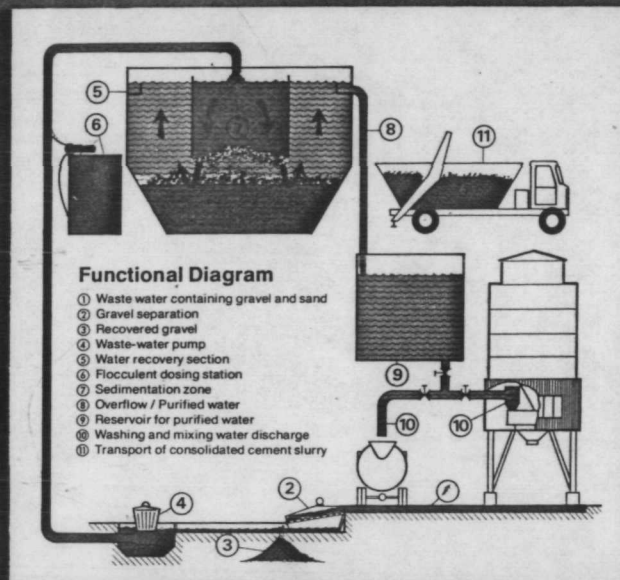 ⑤
⑥
⑦
⑧
⑪
Functional Diagram
① Waste water containing gravel and sand
② Gravel separation
③ Recovered gravel
④ Waste-water pump
⑤ Water recovery section
⑥ Flocculent dosing station
⑦ Sedimentation zone
⑧ Overflow / Purified water
⑨ Reservoir for purified water
⑩ Washing and mixing water discharge
⑪ Transport of consolidated cement slurry
⑨
⑩
⑩
④
②
①
③